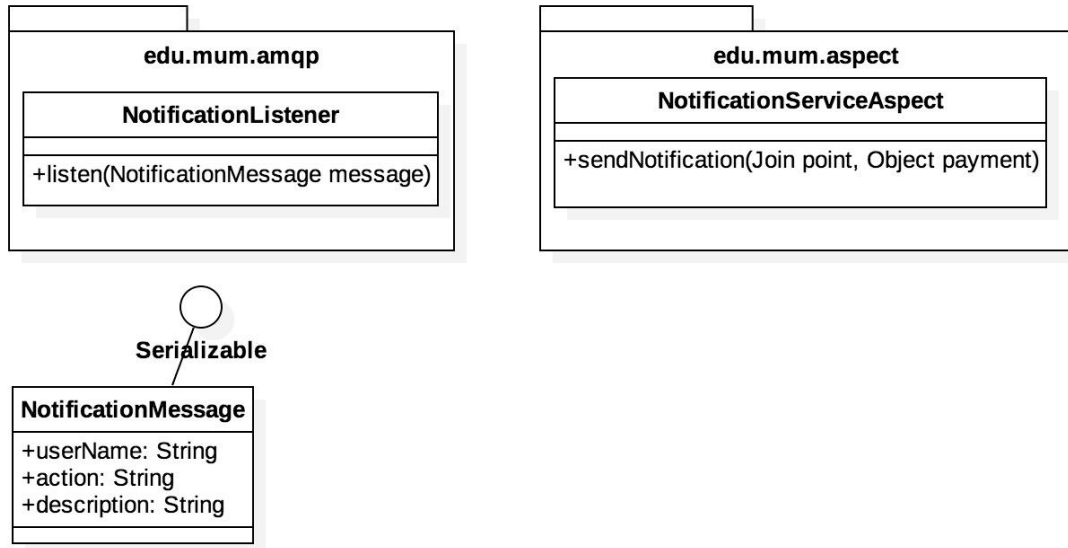 edu.mum.amqp
NotificationListener
+listen(NotificationMessage message)
edu.mum.aspect
NotificationServiceAspect
+sendNotification(Join point, Object payment)
Serializable
NotificationMessage
+userName: String
+action: String
+description: String